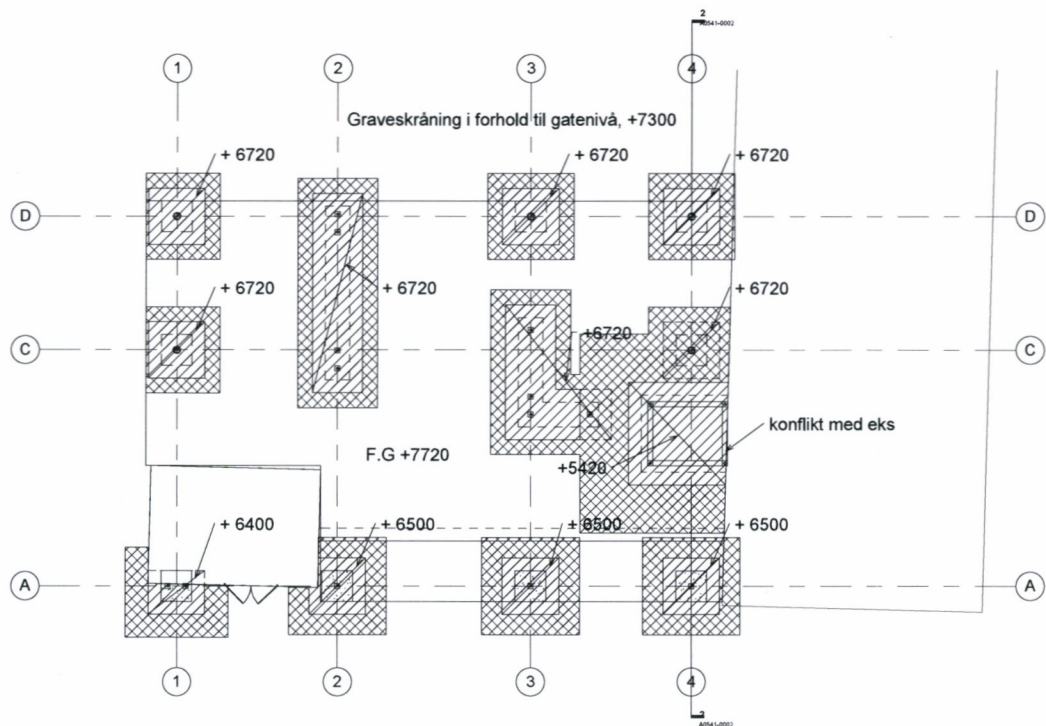 2
A0541-0002
1
2
3
4
Graveskråning i forhold til gatenivå, +7300
+ 6720
+ 6720
+ 6720
D
D
+ 6720
+ 6720
+ 6720
+6720
C
C
konflikt med eks
F.G +7720
+5420
+ 6400
+ 6500
+ 6500
+ 6500
A
A
1
2
3
4
2
A0541-0002